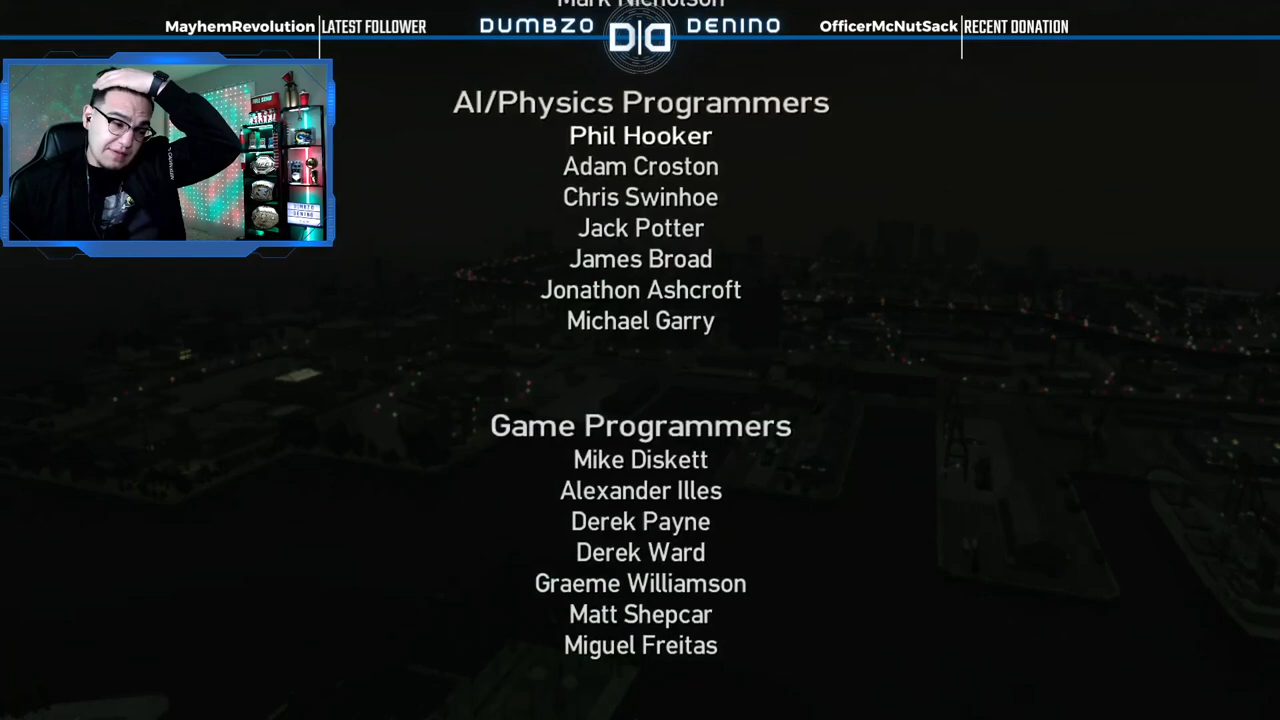 Mark Nicholson
MayhemRevolution LATEST FOLLOWER
DUMBZO D|D DENINO
OfficerMcNutSack RECENT DONATION
AI/Physics Programmers
Phil Hooker
Adam Croston
Chris Swinhoe
Jack Potter
James Broad
Jonathon Ashcroft
Michael Garry
Game Programmers
Mike Diskett
Alexander Illes
Derek Payne
Derek Ward
Graeme Williamson
Matt Shepcar
Miguel Freitas